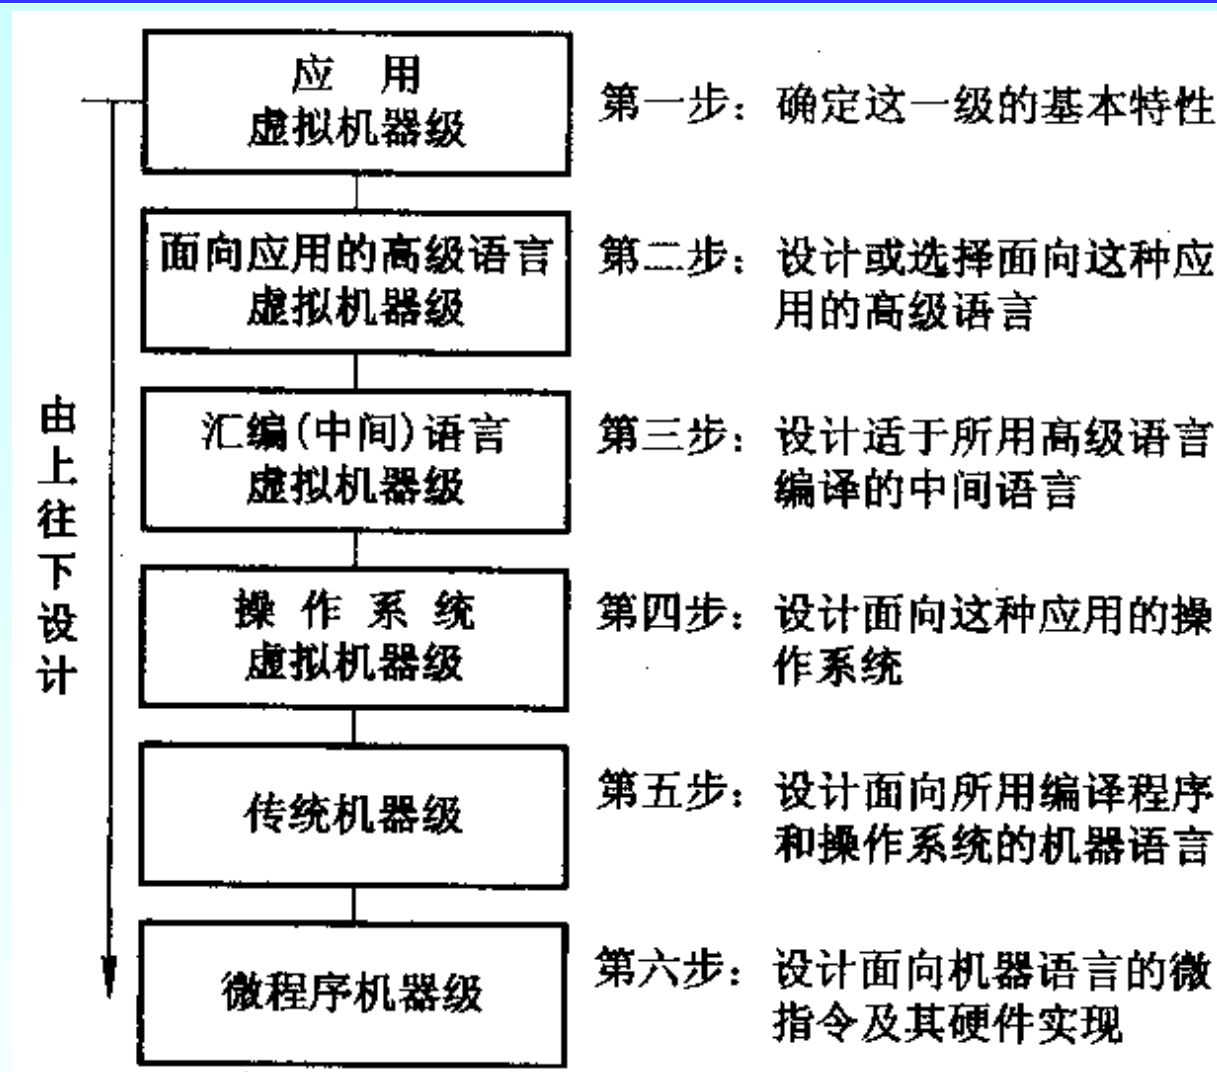 应 用
虚拟机器级
第一步：确定这一级的基本特性
面向应用的高级语言
虚拟机器级
第二步：设计或选择面向这种应
用的高级语言
汇编(中间)语言
虚拟机器级
第三步：设计适于所用高级语言
编译的中间语言
操作系统
虚拟机器级
第四步：设计面向这种应用的操
作系统
传统机器级
第五步：设计面向所用编译程序
和操作系统的机器语言
微程序机器级
第六步：设计面向机器语言的微
指令及其硬件实现
由上往下设计